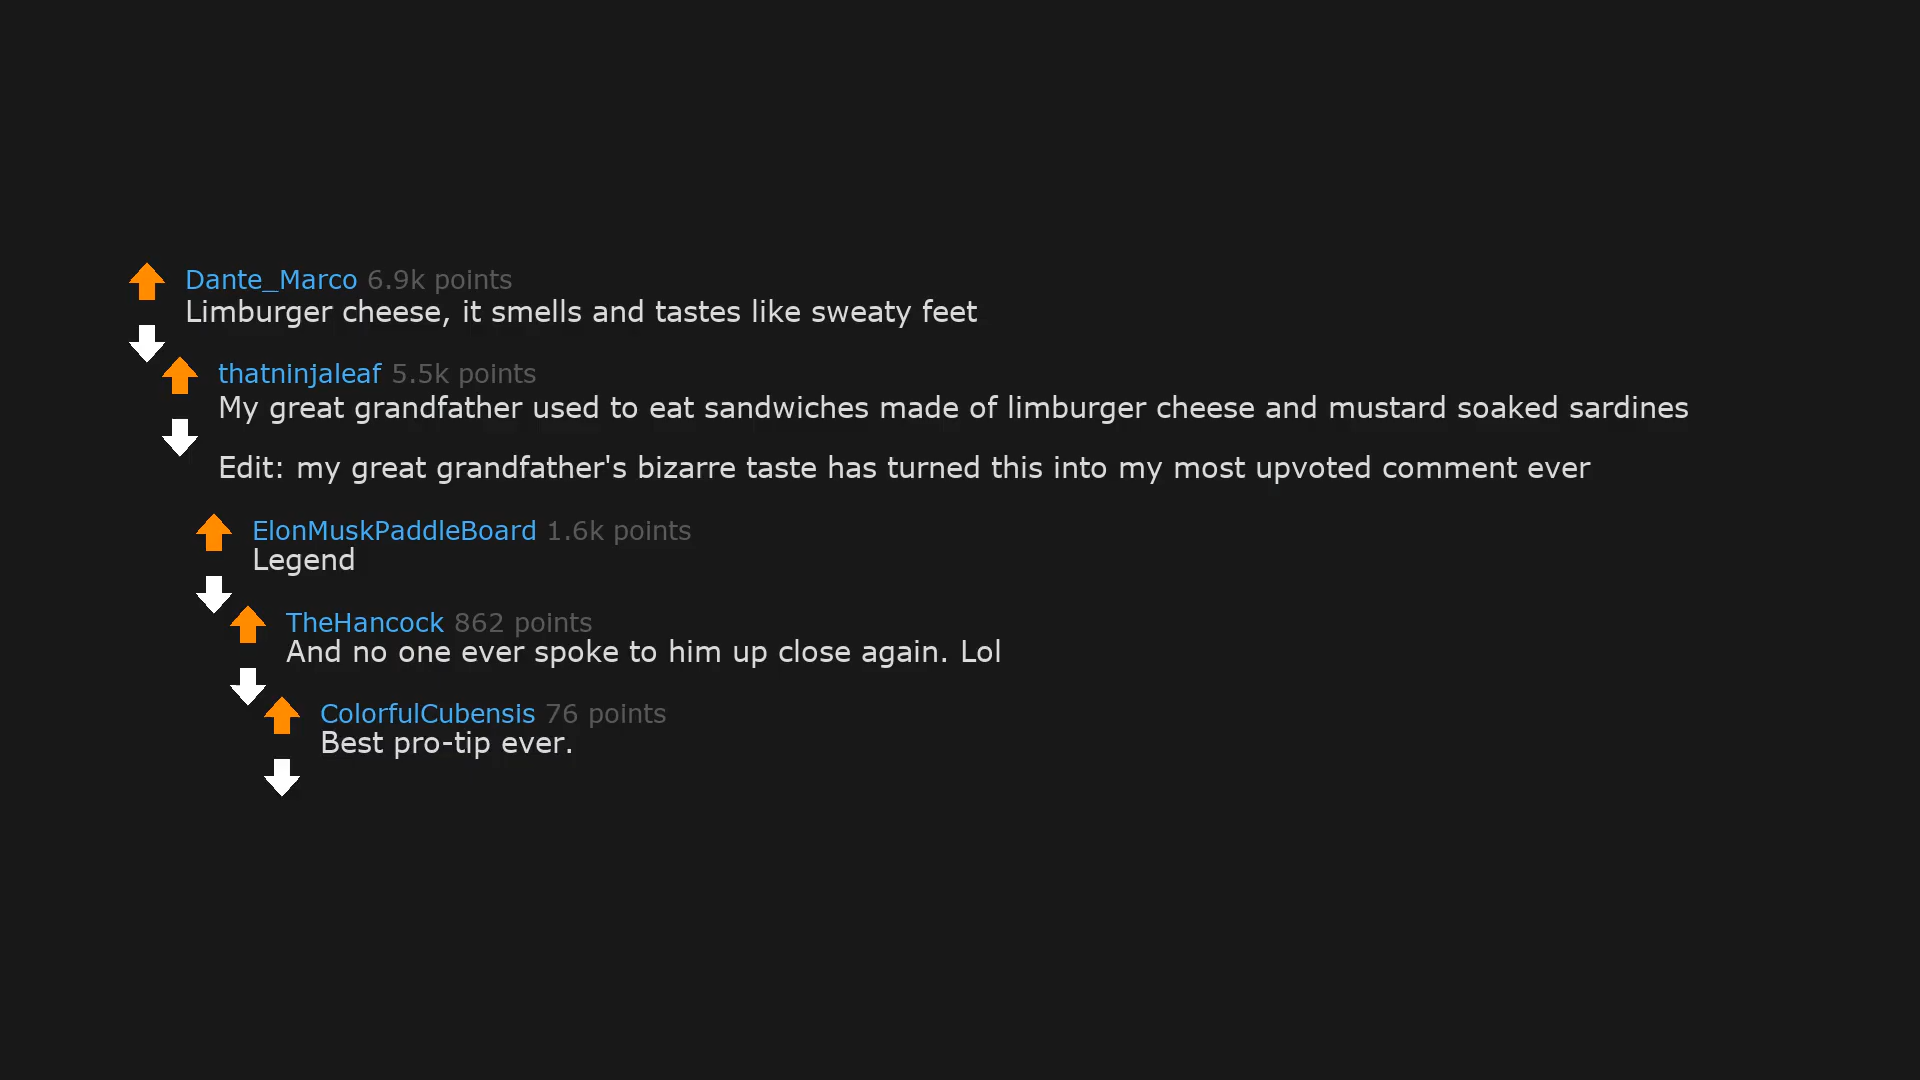 Dante_Marco 6.9k points
Limburger cheese, it smells and tastes like sweaty feet
thatninjaleaf 5.5k points
My great grandfather used to eat sandwiches made of limburger cheese and mustard soaked sardines
Edit: my great grandfather's bizarre taste has turned this into my most upvoted comment ever
ElonMuskPaddleBoard 1.6k points
Legend
TheHancock 862 points
And no one ever spoke to him up close again. Lol
ColorfulCubensis 76 points
Best pro-tip ever.